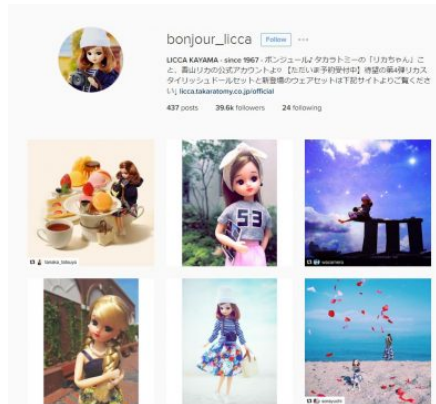 bonjour_licca Follow •••
LICCA KAYAMA - since 1967 - ボンジュール♪ タカラトミーの「リカちゃん」こ
と、香山リカの公式アカウントよ♡ 【ただいま予約受付中】待望の第4弾リカス
タイリッシュドールセットと新登場のウェアセットは下記サイトよりご覧くださ
い¡ licca.takaratomy.co.jp/official
437 posts 39.6k followers 24 following
tanaka_tatsuya
53